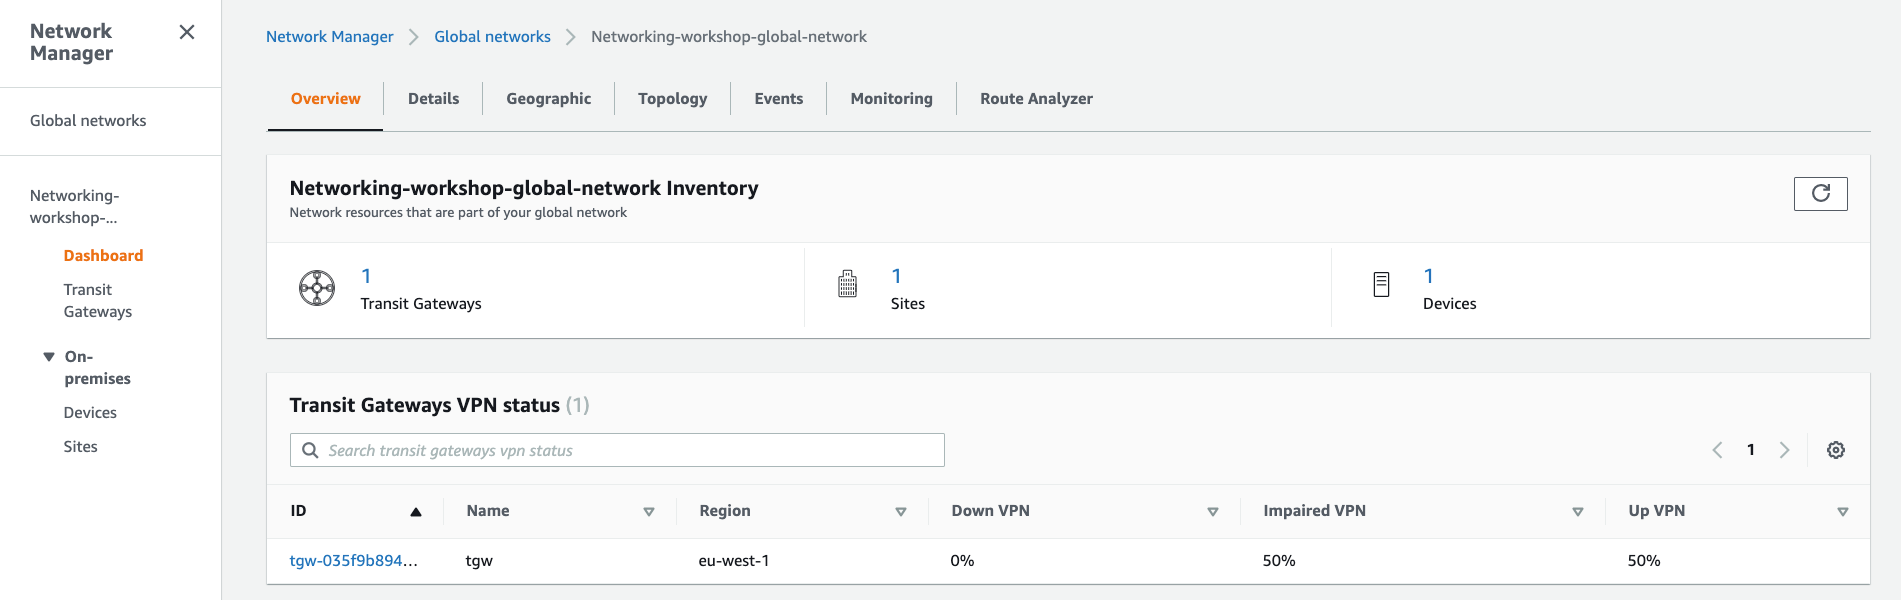 Network
Manager
Global networks
Networking-
workshop-...
Dashboard
Transit
Gateways
On-
premises
Devices
Sites
Network Manager > Global networks > Networking-workshop-global-network
Overview Details Geographic Topology Events Monitoring Route Analyzer
Networking-workshop-global-network Inventory
Network resources that are part of your global network
1
Transit Gateways
1
Sites
1
Devices
Transit Gateways VPN status (1)
Search transit gateways vpn status
1
ID Name Region Down VPN Impaired VPN Up VPN
tgw-035f9b894... tgw eu-west-1 0% 50% 50%